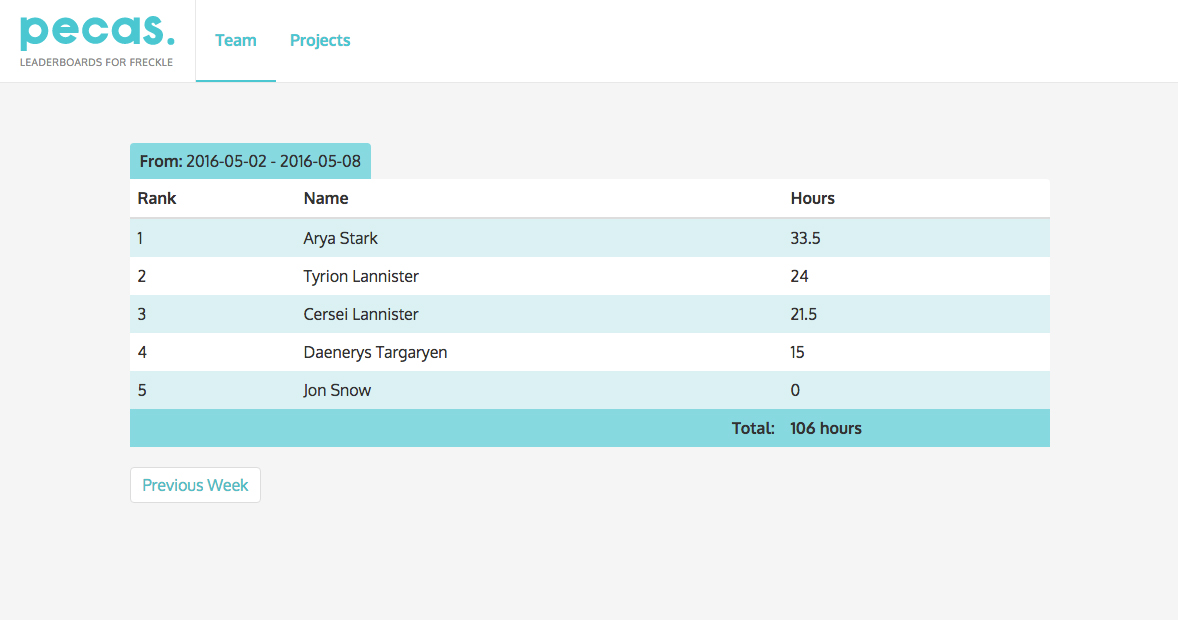 pecas.
LEADERBOARDS FOR FRECKLE
Team Projects
From: 2016-05-02 - 2016-05-08
Rank Name Hours
1 Arya Stark 33.5
2 Tyrion Lannister 24
3 Cersei Lannister 21.5
4 Daenerys Targaryen 15
5 Jon Snow 0
Total: 106 hours
Previous Week